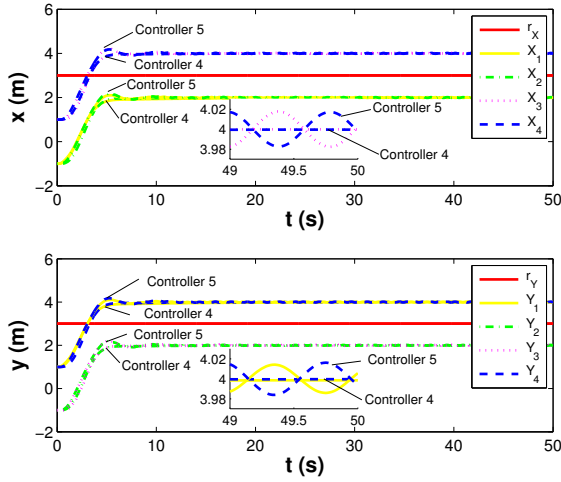 Controller 5
Controller 4
Controller 5
Controller 4
4.02
4
3.98
49
49.5
50
Controller 5
Controller 4
r_X
X_1
X_2
X_3
X_4
6
4
2
0
−2
0
10
20
30
40
50
x (m)
t (s)
Controller 5
Controller 4
Controller 5
Controller 4
4.02
4
3.98
49
49.5
50
Controller 5
Controller 4
r_Y
Y_1
Y_2
Y_3
Y_4
6
4
2
0
−2
0
10
20
30
40
50
y (m)
t (s)